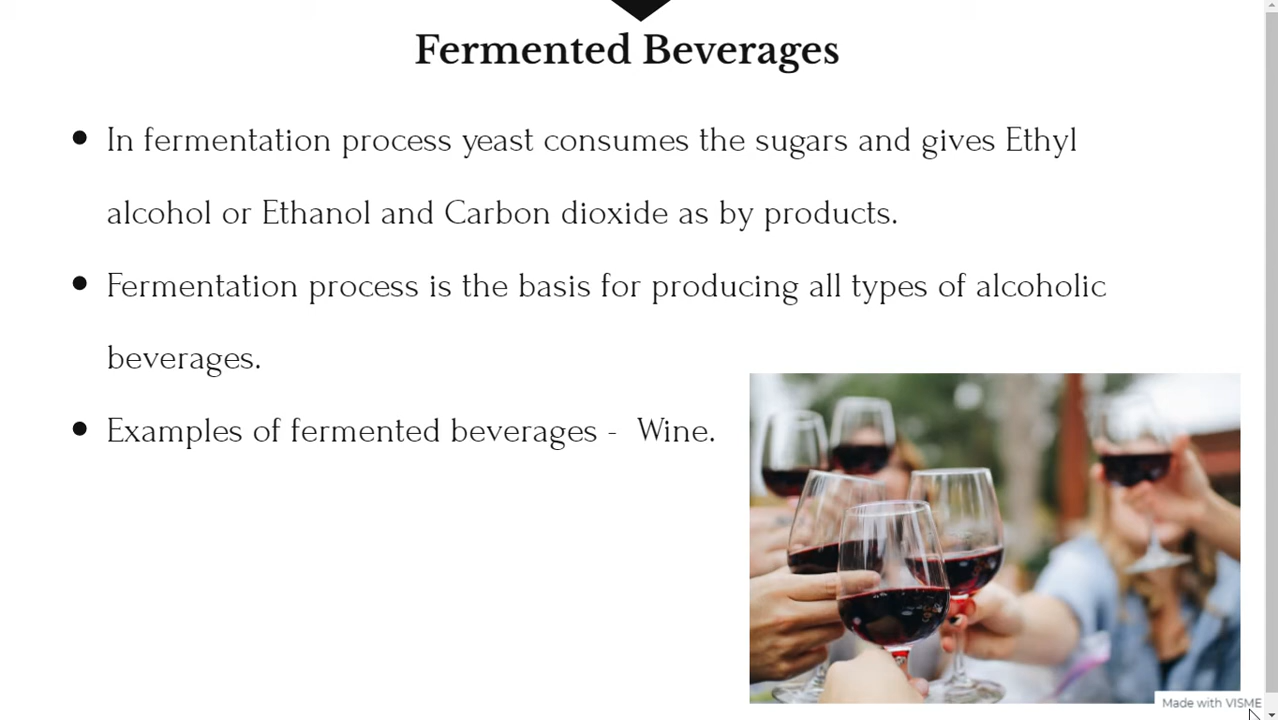 Fermented Beverages
In fermentation process yeast consumes the sugars and gives Ethyl
alcohol or Ethanol and Carbon dioxide as by products.
Fermentation process is the basis for producing all types of alcoholic
beverages.
Examples of fermented beverages -  Wine.
Made with VISME